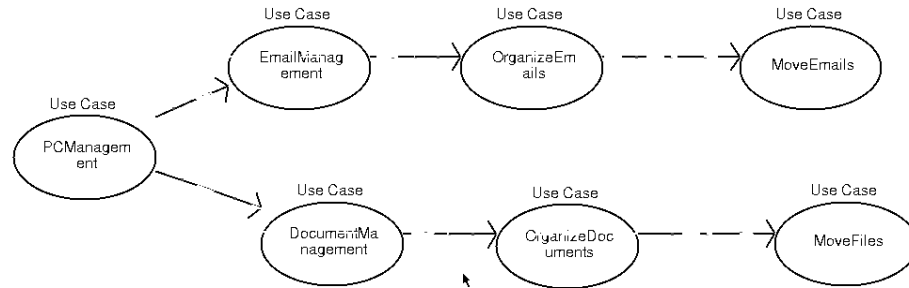 Use Case
EmailManag
ement
Use Case
OrganizeEm
ails
Use Case
MoveEmails
Use Case
PCManagem
ent
Use Case
DocumentMa
nagement
Use Case
OrganizeDoc
uments
Use Case
MoveFiles